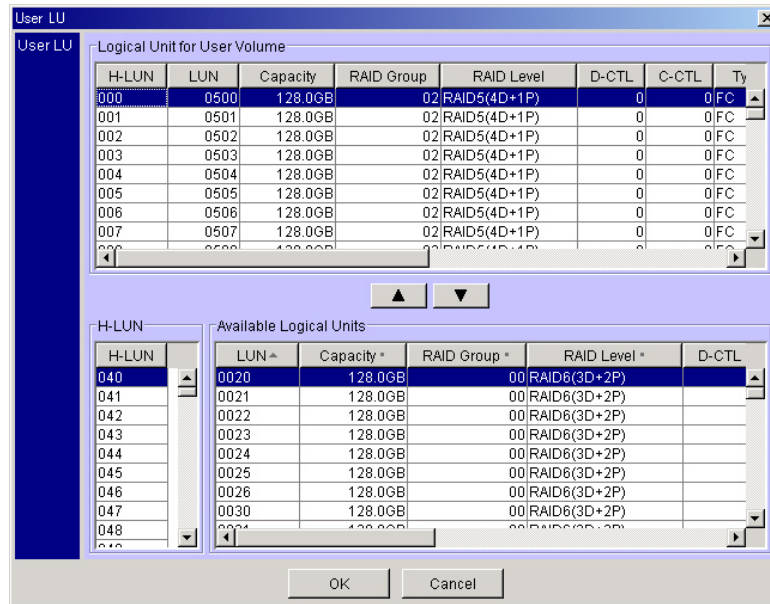 User LU
User LU
Logical Unit for User Volume
H-LUN LUN Capacity RAID Group RAID Level D-CTL C-CTL Ty
000 0500 128.0GB 02 RAID5(4D+1P) 0 0 FC
001 0501 128.0GB 02 RAID5(4D+1P) 0 0 FC
002 0502 128.0GB 02 RAID5(4D+1P) 0 0 FC
003 0503 128.0GB 02 RAID5(4D+1P) 0 0 FC
004 0504 128.0GB 02 RAID5(4D+1P) 0 0 FC
005 0505 128.0GB 02 RAID5(4D+1P) 0 0 FC
006 0506 128.0GB 02 RAID5(4D+1P) 0 0 FC
007 0507 128.0GB 02 RAID5(4D+1P) 0 0 FC
H-LUN
H-LUN
040
041
042
043
044
045
046
047
048
Available Logical Units
LUN Capacity RAID Group RAID Level D-CTL
0020 128.0GB 00 RAID6(3D+2P)
0021 128.0GB 00 RAID6(3D+2P)
0022 128.0GB 00 RAID6(3D+2P)
0023 128.0GB 00 RAID6(3D+2P)
0024 128.0GB 00 RAID6(3D+2P)
0025 128.0GB 00 RAID6(3D+2P)
0026 128.0GB 00 RAID6(3D+2P)
0030 128.0GB 00 RAID6(3D+2P)
OK Cancel